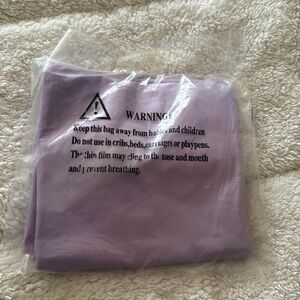 WARNING!
Keep this bag away from babies and children
Do not use in cribs,beds,carriages or playpens.
The thin film may cling to the nose and mouth
and prevent breathing.